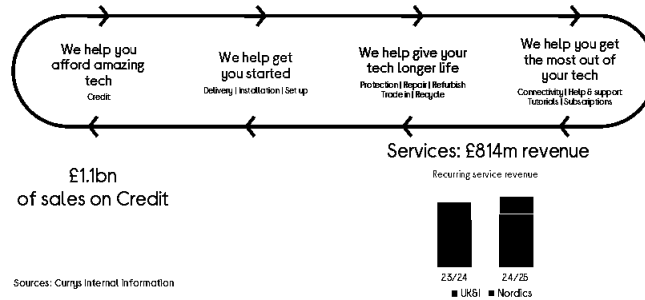 We help you
afford amazing
tech
Credit
We help get
you started
Delivery | Installation | Set up
We help give your
tech longer life
Protection | Repair | Refurbish
Trade in | Recycle
We help you get
the most out of
your tech
Connectivity | Help & support
Tutorials | Subscriptions
£1.1bn
of sales on Credit
Services: £814m revenue
Recurring service revenue
23/24
24/25
UK&I
Nordics
Sources: Currys Internal Information